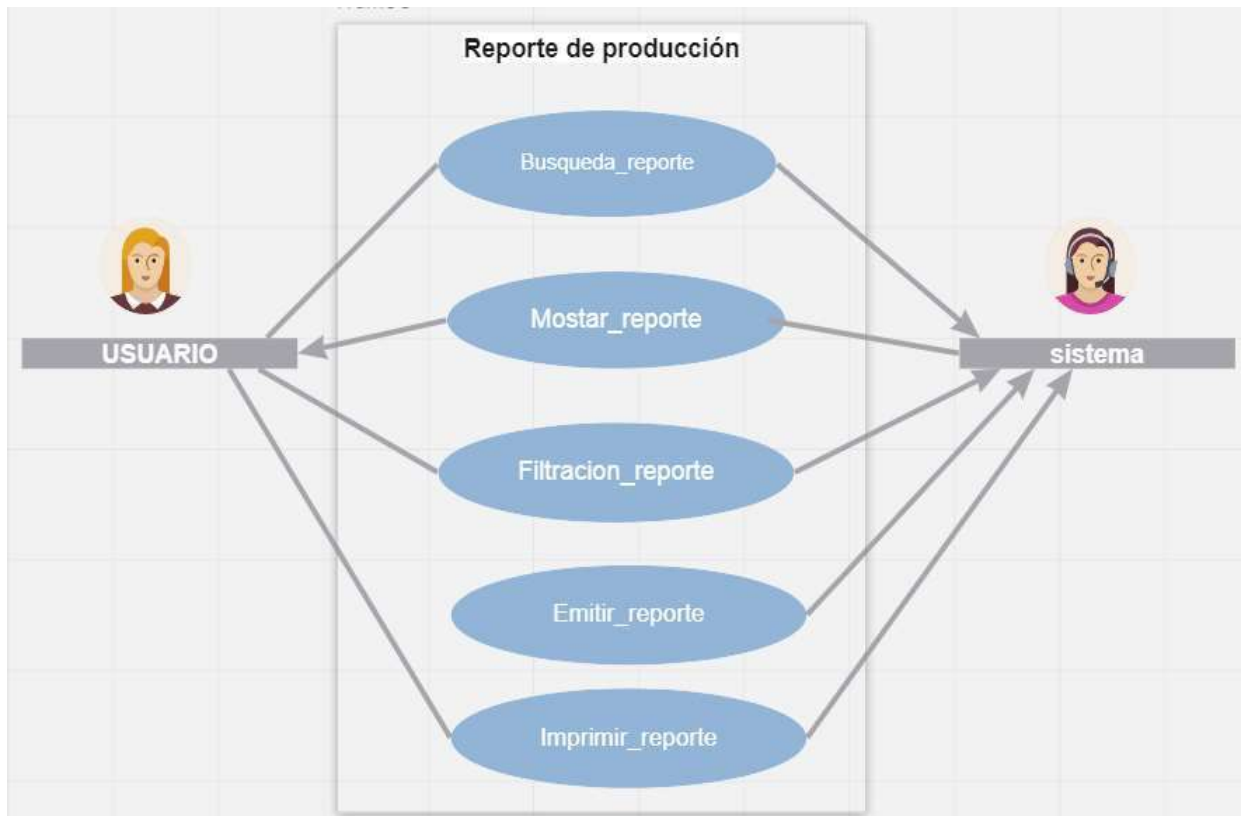 Reporte de producción
Busqueda_reporte
Mostar_reporte
USUARIO
sistema
Filtracion_reporte
Emitir_reporte
Imprimir_reporte